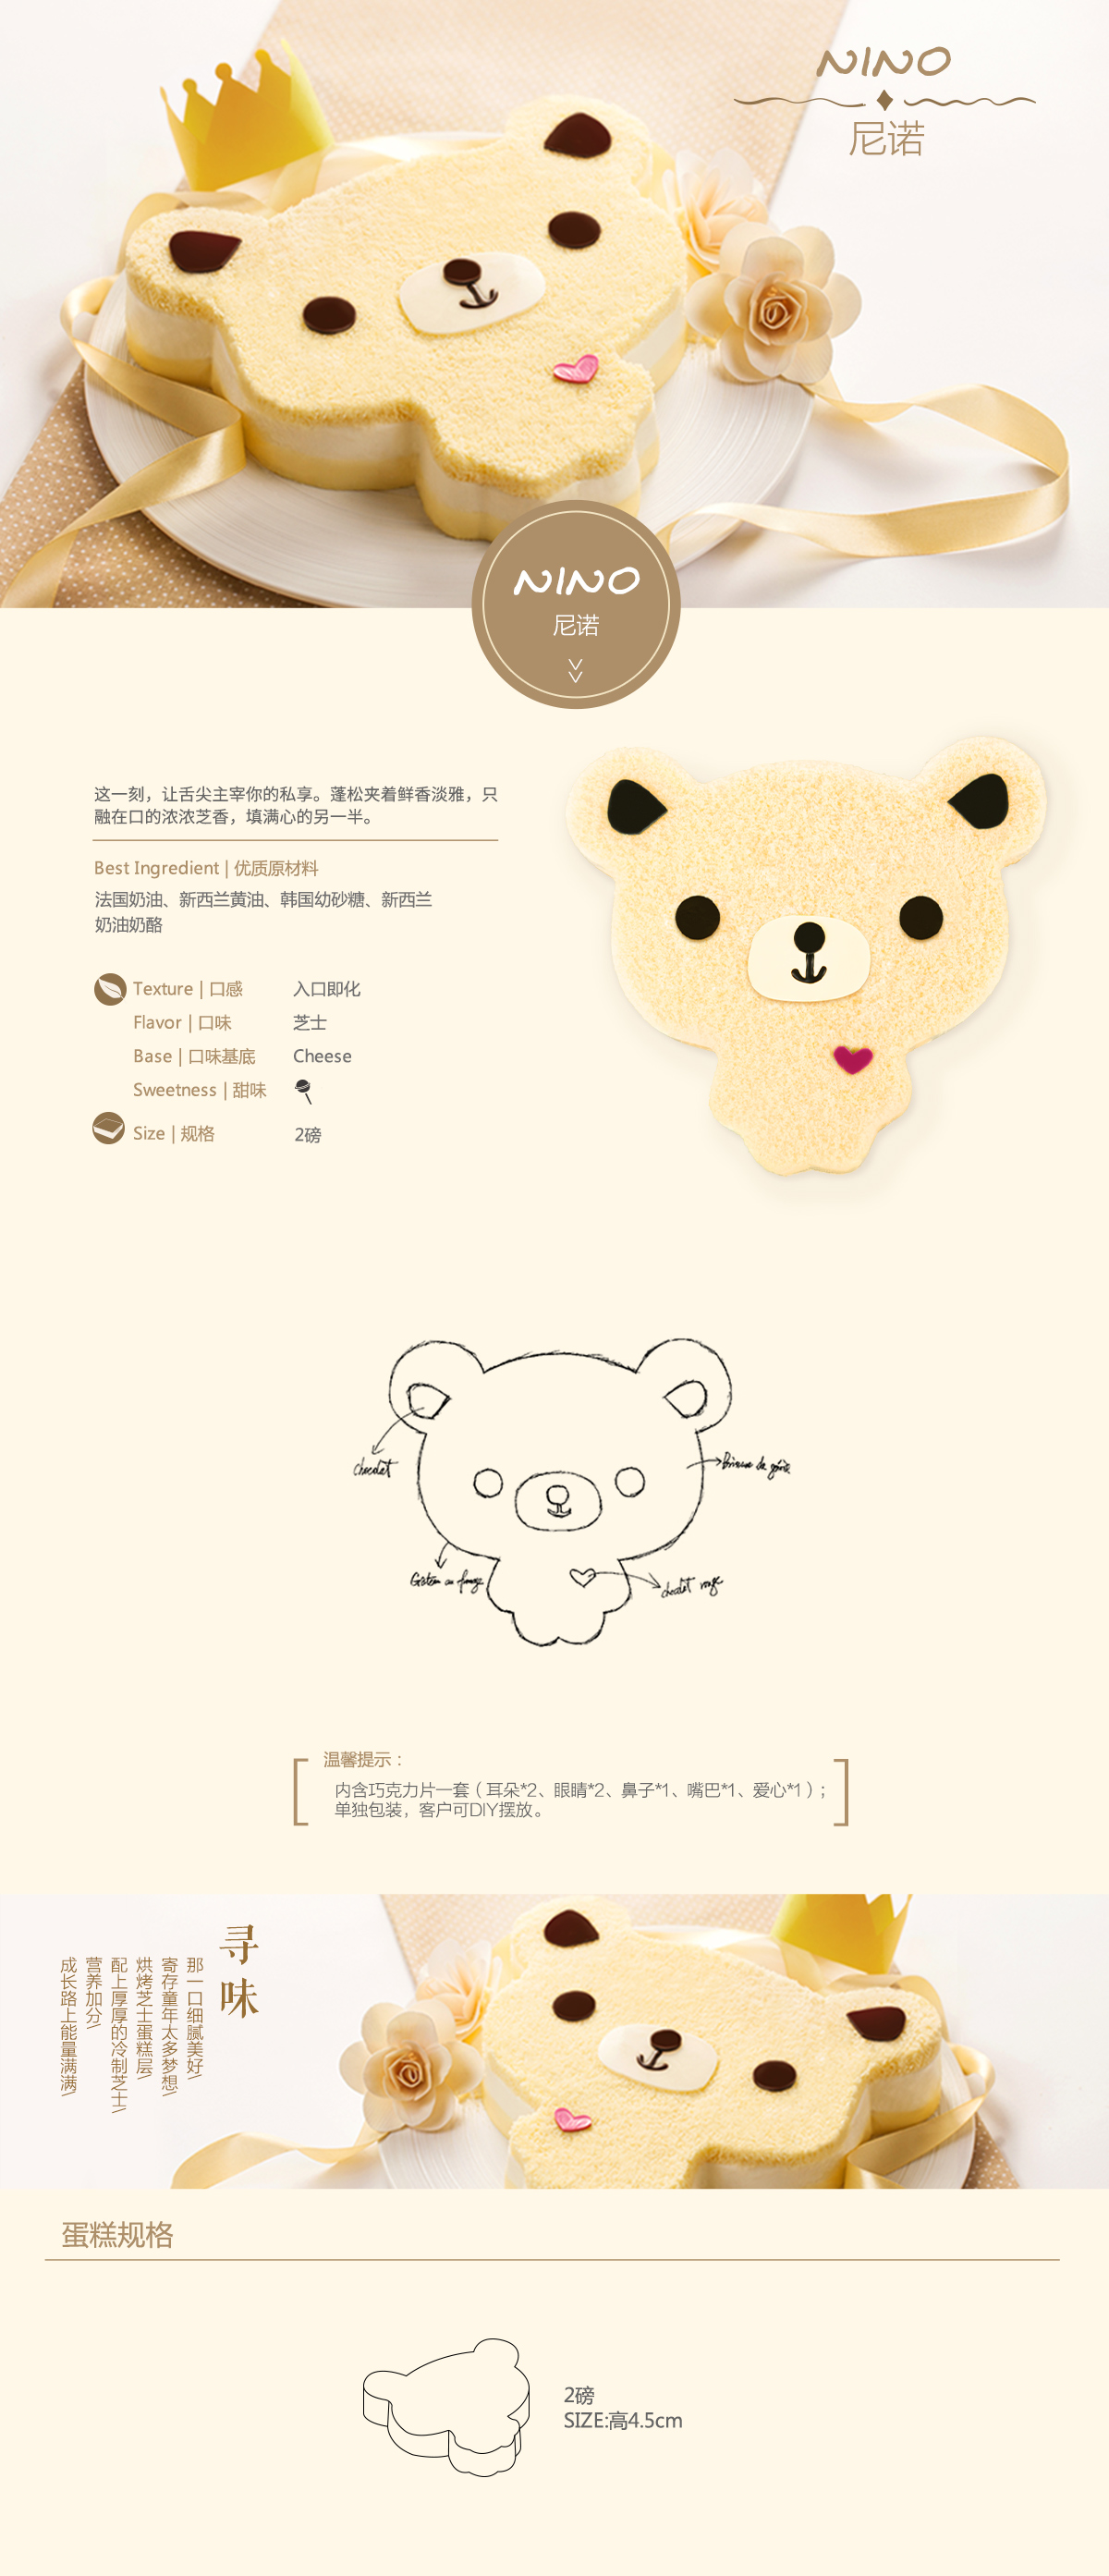 NINO
尼诺
NINO
尼诺
这一刻，让舌尖主宰你的私享。蓬松夹着鲜香淡雅，只
融在口的浓浓芝香，填满心的另一半。
Best Ingredient | 优质原材料
法国奶油、新西兰黄油、韩国幼砂糖、新西兰
奶油奶酪
Texture | 口感 入口即化
Flavor | 口味 芝士
Base | 口味基底 Cheese
Sweetness | 甜味
Size | 规格 2磅
chocolat
chocolat rouge
温馨提示：
内含巧克力片一套（耳朵*2、眼睛*2、鼻子*1、嘴巴*1、爱心*1）；
单独包装，客户可DIY摆放。
寻味
那一口细腻美好\
寄存童年太多梦想\
烘烤芝士蛋糕层\
配上厚厚的冷制芝士\
营养加分\
成长路上能量满满\
蛋糕规格
2磅
SIZE:高4.5cm